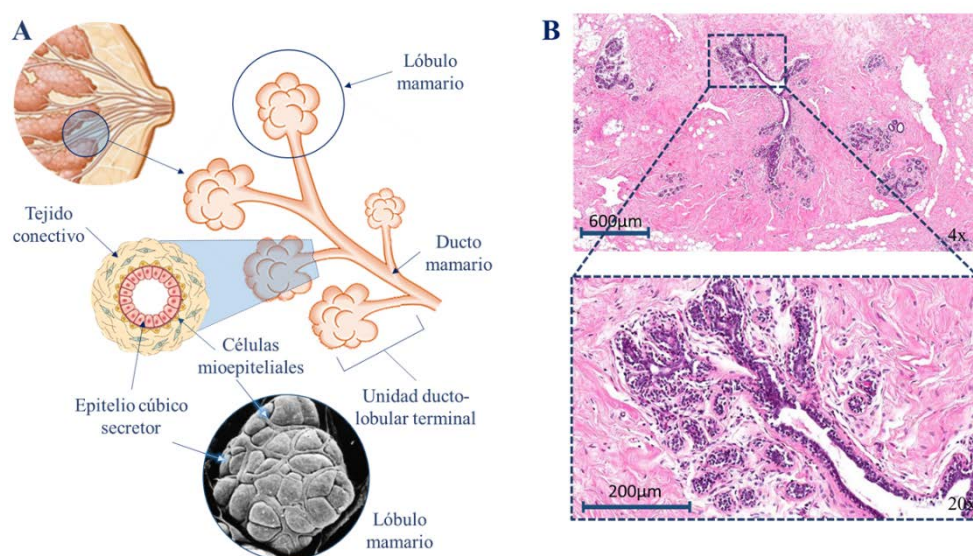 A
Lóbulo
mamario
Tejido
conectivo
Ducto
mamario
Células
mioepiteliales
Epitelio cúbico
secretor
Unidad ducto-
lobular terminal
Lóbulo
mamario
B
600µm
4x
200µm
20x